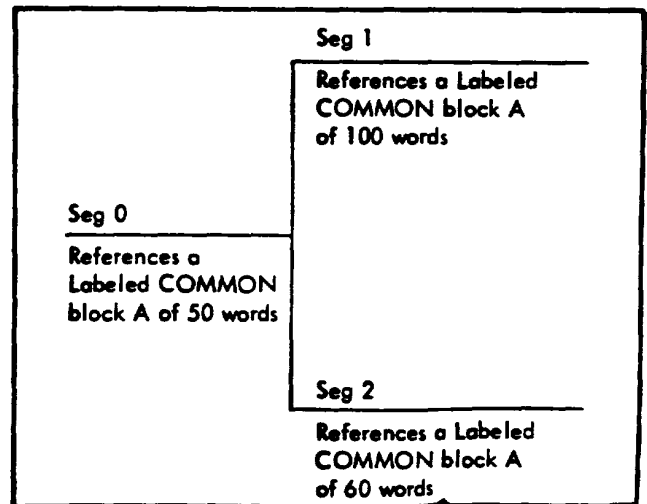 Seg 1
References a Labeled
COMMON block A
of 100 words
Seg 0
References a
Labeled COMMON
block A of 50 words
Seg 2
References a Labeled
COMMON block A
of 60 words